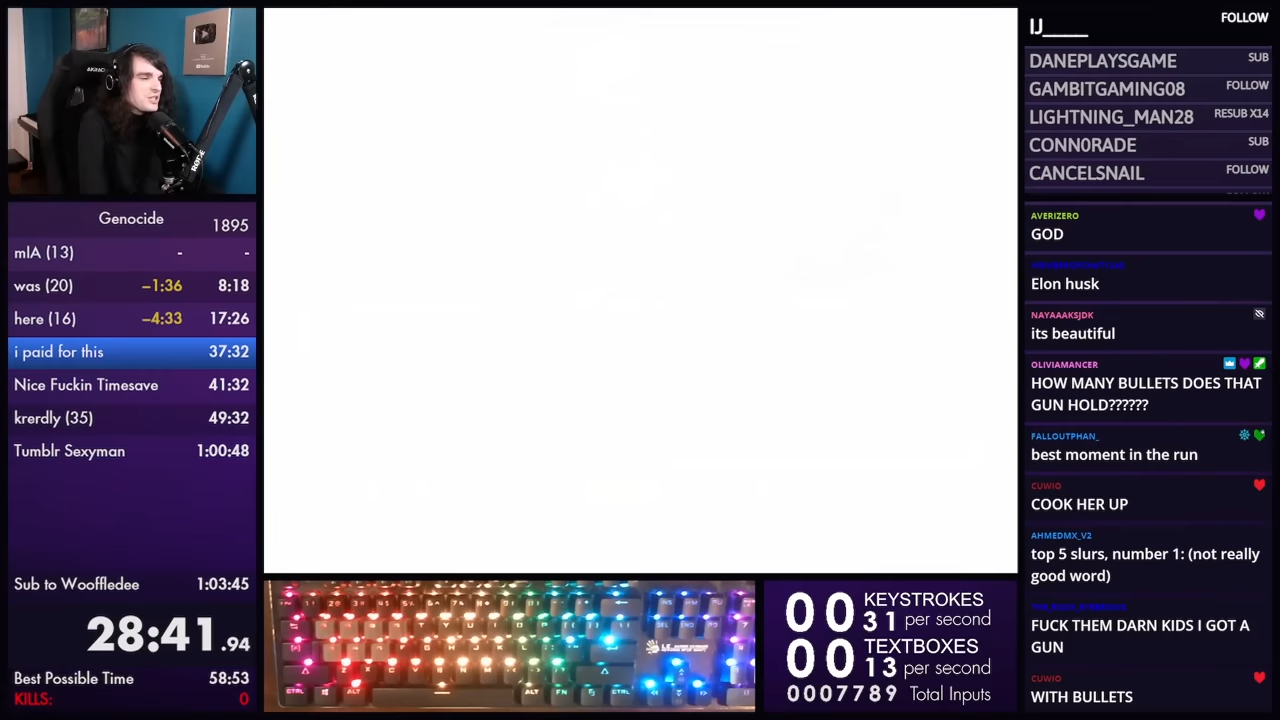 Genocide
1895
mIA (13) - -
was (20) −1:36 8:18
here (16) −4:33 17:26
i paid for this 37:32
Nice Fuckin Timesave 41:32
krerdly (35) 49:32
Tumblr Sexyman 1:00:48
Sub to Wooffledee 1:03:45
28:41.94
Best Possible Time 58:53
KILLS: 0
00 KEYSTROKES
31 per second
00 TEXTBOXES
13 per second
0007789 Total Inputs
FOLLOW
DANEPLAYSGAME SUB
GAMBITGAMING08 FOLLOW
LIGHTNING_MAN28 RESUB X14
CONN0RADE SUB
CANCELSNAIL FOLLOW
AVERIZERO
GOD
Elon husk
NAYAAAKSJDK
its beautiful
OLIVIAMANCER
HOW MANY BULLETS DOES THAT
GUN HOLD??????
FALLOUTPHAN_
best moment in the run
CUWIO
COOK HER UP
AHMEDMX_V2
top 5 slurs, number 1: (not really
good word)
FUCK THEM DARN KIDS I GOT A
GUN
CUWIO
WITH BULLETS